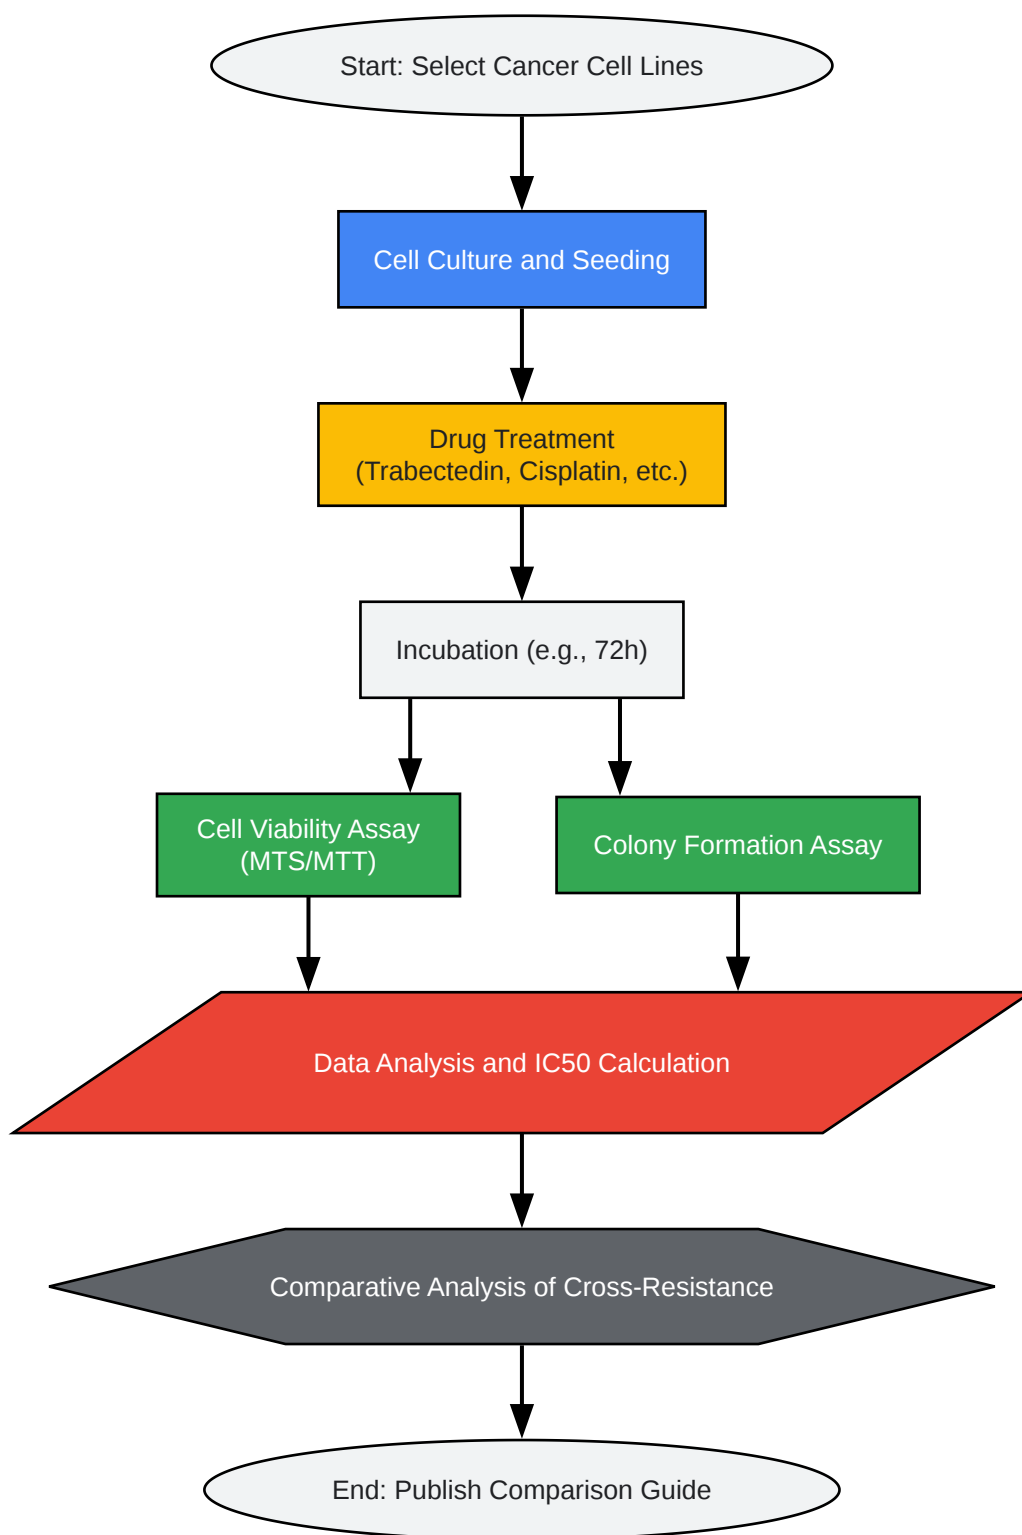 Start: Select Cancer Cell Lines
Cell Culture and Seeding
Drug Treatment
(Trabectedin, Cisplatin, etc.)
Incubation (e.g., 72h)
Cell Viability Assay
(MTS/MTT)
Colony Formation Assay
Data Analysis and IC50 Calculation
Comparative Analysis of Cross-Resistance
End: Publish Comparison Guide